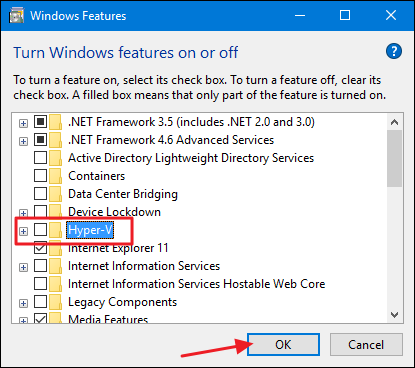 Windows Features
Turn Windows features on or off
To turn a feature on, select its check box. To turn a feature off, clear its
check box. A filled box means that only part of the feature is turned on.
.NET Framework 3.5 (includes .NET 2.0 and 3.0)
.NET Framework 4.6 Advanced Services
Active Directory Lightweight Directory Services
Containers
Data Center Bridging
Device Lockdown
Hyper-V
Internet Explorer 11
Internet Information Services
Internet Information Services Hostable Web Core
Legacy Components
Media Features
OK
Cancel